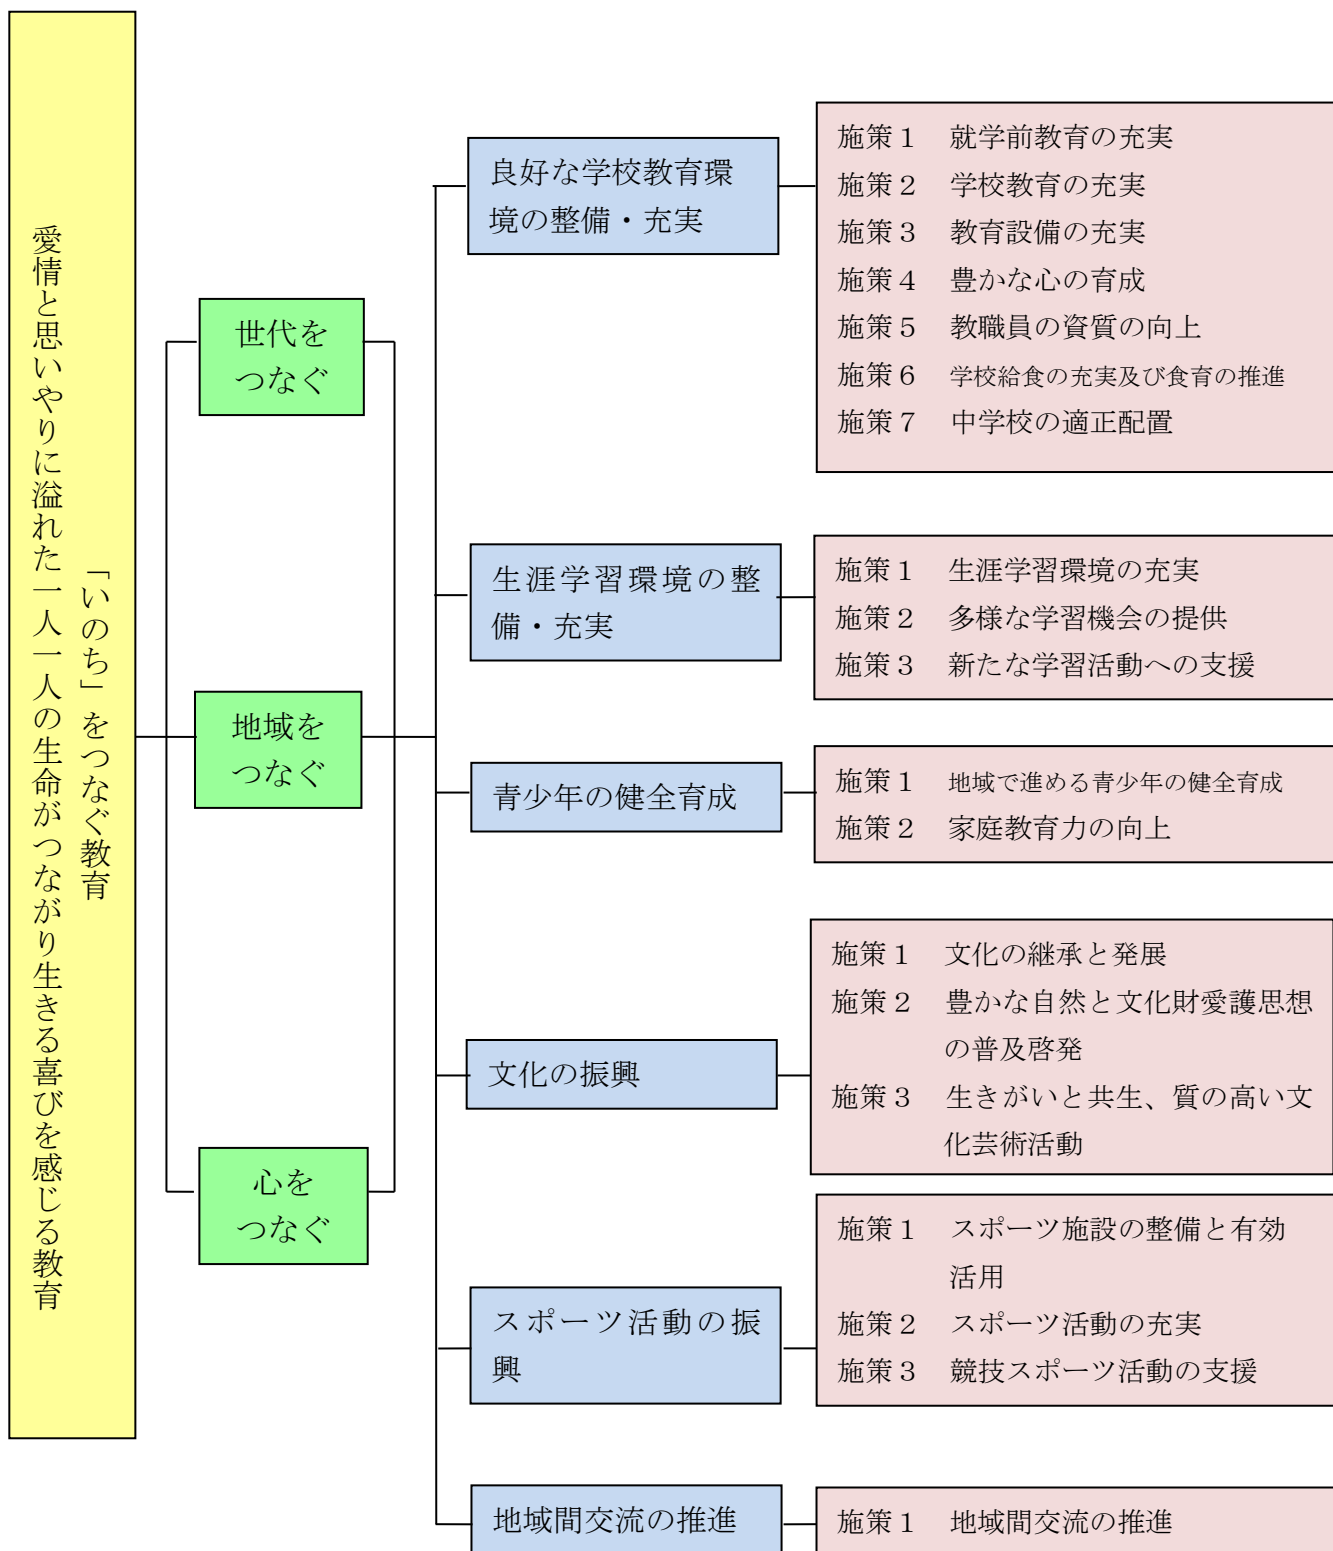 「いのち」をつなぐ教育
愛情と思いやりに溢れた一人一人の生命がつながり生きる喜びを感じる教育
世代を
つなぐ
地域を
つなぐ
心を
つなぐ
良好な学校教育環
境の整備・充実
施策１　就学前教育の充実
施策２　学校教育の充実
施策３　教育設備の充実
施策４　豊かな心の育成
施策５　教職員の資質の向上
施策６　学校給食の充実及び食育の推進
施策７　中学校の適正配置
生涯学習環境の整
備・充実
施策１　生涯学習環境の充実
施策２　多様な学習機会の提供
施策３　新たな学習活動への支援
青少年の健全育成
施策１　地域で進める青少年の健全育成
施策２　家庭教育力の向上
文化の振興
施策１　文化の継承と発展
施策２　豊かな自然と文化財愛護思想
の普及啓発
施策３　生きがいと共生、質の高い文
化芸術活動
スポーツ活動の振
興
施策１　スポーツ施設の整備と有効
活用
施策２　スポーツ活動の充実
施策３　競技スポーツ活動の支援
地域間交流の推進
施策１　地域間交流の推進